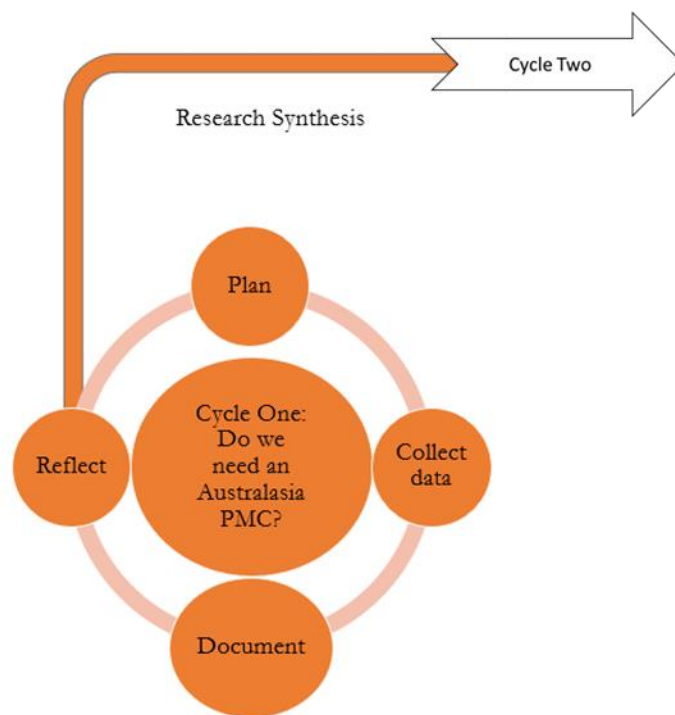 Cycle Two
Research Synthesis
Plan
Cycle One:
Do we
need an
Australasia
PMC?
Reflect
Collect
data
Document